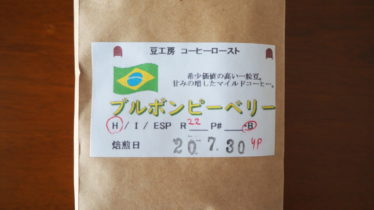 豆工房 コーヒーロースト
希少価値の高い一粒豆。
甘みの増したマイルドコーヒー。
ブルボンピーベリー
H / I / ESP R 22 P# B
焙煎日 20.7.30 4P